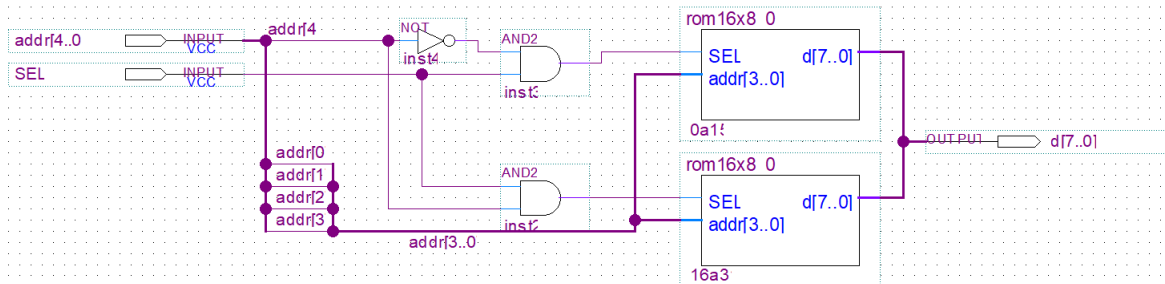 addr[4..0
INPUT
VCC
addr[4
SEL
INPUT
VCC
NOT
inst4
AND2
inst3
rom16x8_0
SEL
addr[3..0]
d[7..0]
0a15
OUTPUT
d[7..0]
addr[0
addr[1
addr[2
addr[3
addr[3..0
AND2
inst2
rom16x8_0
SEL
addr[3..0]
d[7..0]
16a3